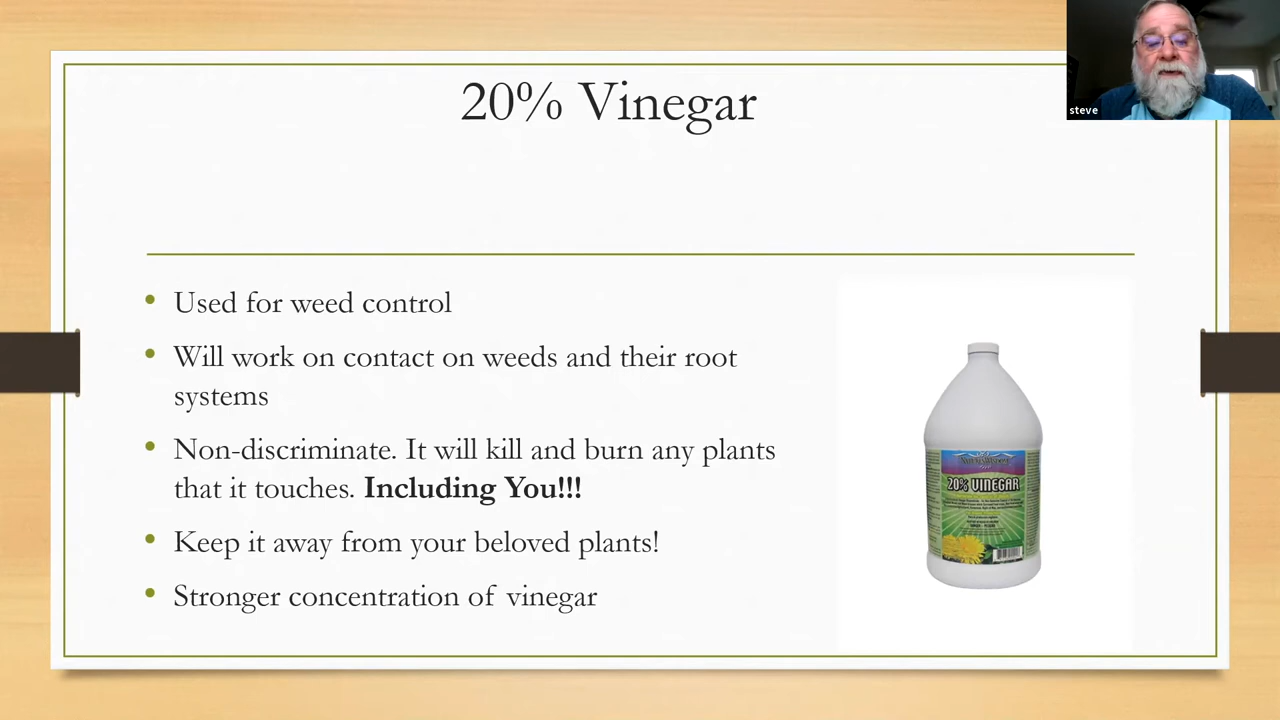 steve
20% Vinegar
Used for weed control
Will work on contact on weeds and their root
systems
Non-discriminate. It will kill and burn any plants
that it touches. Including You!!!
Keep it away from your beloved plants!
Stronger concentration of vinegar
20% VINEGAR